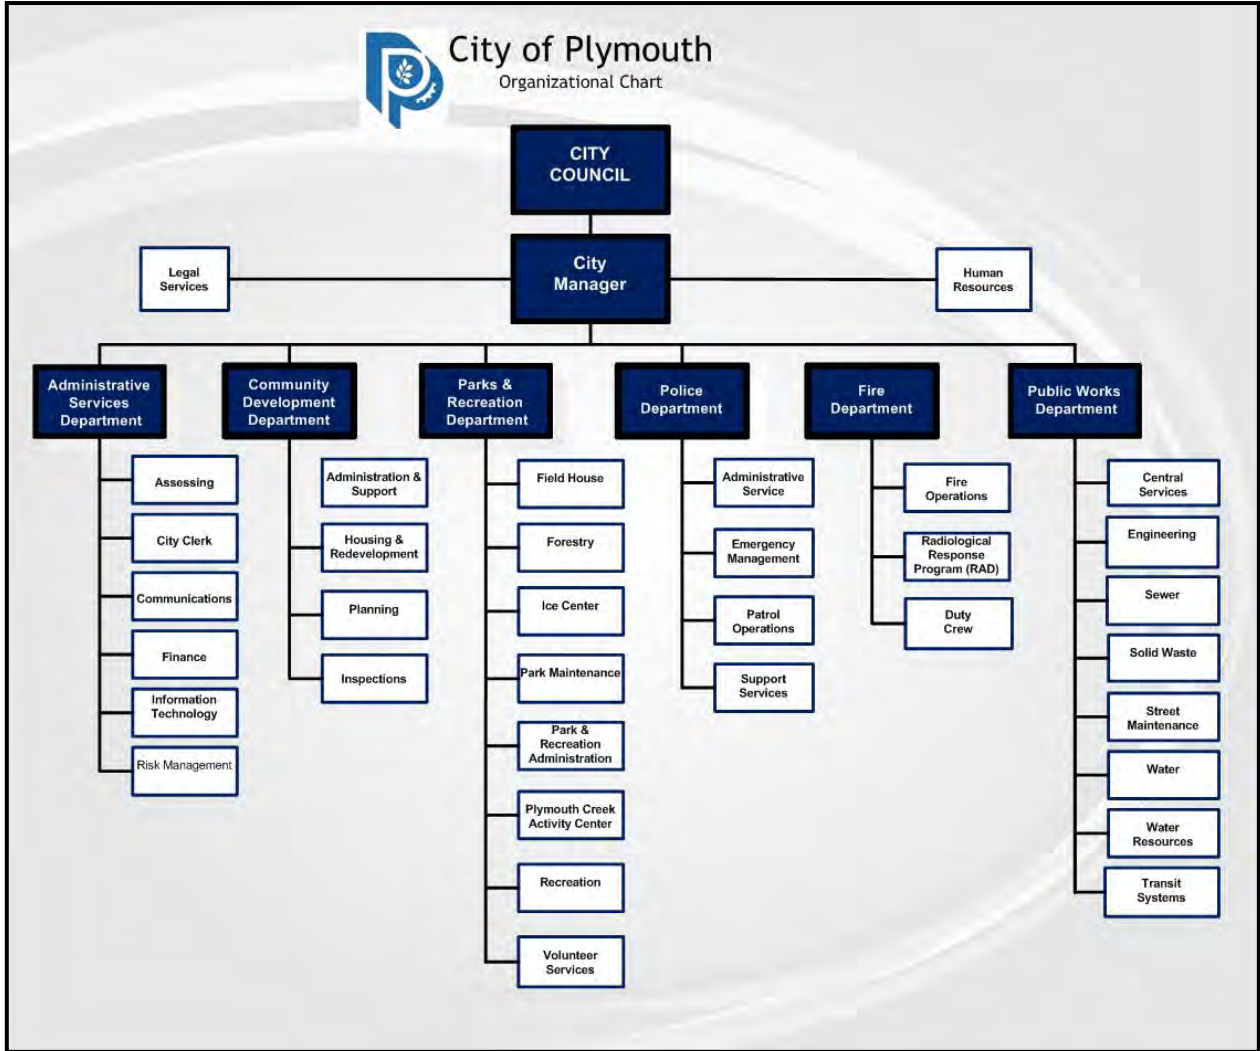 City of Plymouth
Organizational Chart
CITY
COUNCIL
City
Manager
Legal
Services
Human
Resources
Administrative
Services
Department
Community
Development
Department
Parks &
Recreation
Department
Police
Department
Fire
Department
Public Works
Department
Assessing
City Clerk
Communications
Finance
Information
Technology
Risk Management
Administration &
Support
Housing &
Redevelopment
Planning
Inspections
Field House
Forestry
Ice Center
Park Maintenance
Park &
Recreation
Administration
Plymouth Creek
Activity Center
Recreation
Volunteer
Services
Administrative
Service
Emergency
Management
Patrol
Operations
Support
Services
Fire
Operations
Radiological
Response
Program (RAD)
Duty
Crew
Central
Services
Engineering
Sewer
Solid Waste
Street
Maintenance
Water
Water
Resources
Transit
Systems